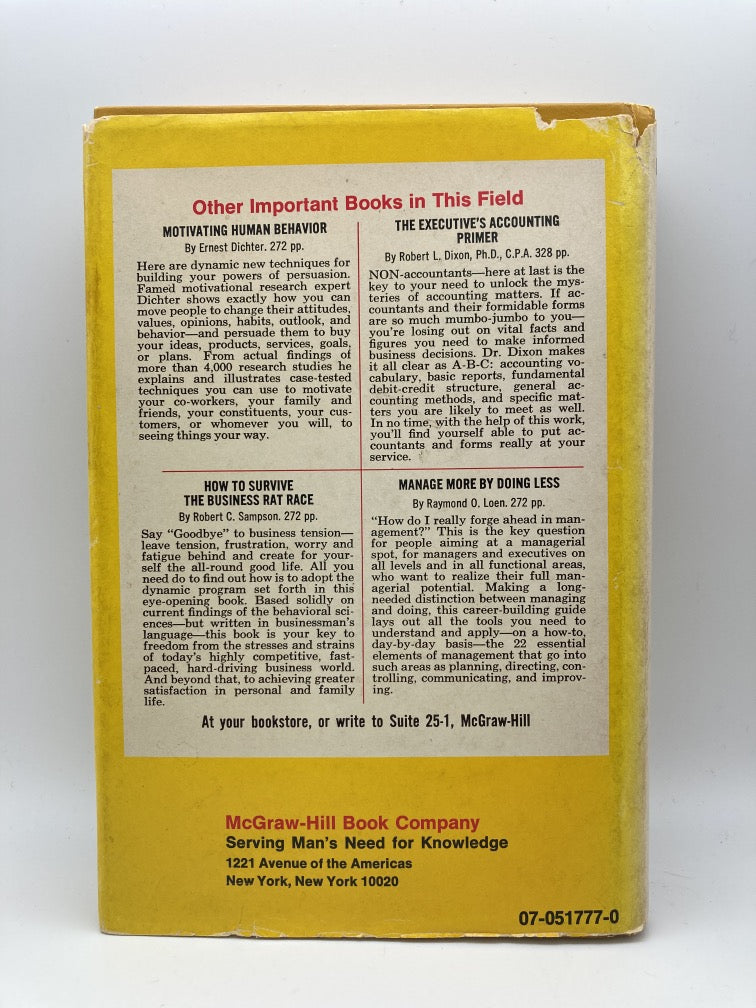 Other Important Books in This Field
MOTIVATING HUMAN BEHAVIOR
By Ernest Dichter. 272 pp.
Here are dynamic new techniques for
building your powers of persuasion.
Famed motivational research expert
Dichter shows exactly how you can
move people to change their attitudes,
values, opinions, habits, outlook, and
behavior—and persuade them to buy
your ideas, products, services, goals,
or plans. From actual findings of
more than 4,000 research studies he
explains and illustrates case-tested
techniques you can use to motivate
your co-workers, your family and
friends, your constituents, your cus-
tomers, or whomever you will, to
seeing things your way.
THE EXECUTIVE'S ACCOUNTING
PRIMER
By Robert L. Dixon, Ph.D., C.P.A. 328 pp.
NON-accountants—here at last is the
key to your need to unlock the mys-
teries of accounting matters. If ac-
countants and their formidable forms
are so much mumbo-jumbo to you—
you're losing out on vital facts and
figures you need to make informed
business decisions. Dr. Dixon makes
it all clear as A-B-C: accounting vo-
cabulary, basic reports, fundamental
debit-credit structure, general ac-
counting methods, and specific mat-
ters you are likely to meet as well.
In no time, with the help of this work,
you'll find yourself able to put ac-
countants and forms really at your
service.
HOW TO SURVIVE
THE BUSINESS RAT RACE
By Robert C. Sampson. 272 pp.
Say "Goodbye" to business tension—
leave tension, frustration, worry and
fatigue behind and create for your-
self the all-round good life. All you
need do to find out how is to adopt the
dynamic program set forth in this
eye-opening book. Based solidly on
current findings of the behavioral sci-
ences—but written in businessman's
language—this book is your key to
freedom from the stresses and strains
of today's highly competitive, fast-
paced, hard-driving business world.
And beyond that, to achieving greater
satisfaction in personal and family
life.
MANAGE MORE BY DOING LESS
By Raymond O. Loen. 272 pp.
"How do I really forge ahead in man-
agement?" This is the key question
for people aiming at a managerial
spot, for managers and executives on
all levels and in all functional areas,
who want to realize their full man-
agerial potential. Making a long-
needed distinction between managing
and doing, this career-building guide
lays out all the tools you need to
understand and apply—on a how-to,
day-by-day basis—the 22 essential
elements of management that go into
such areas as planning, directing, con-
trolling, communicating, and improv-
ing.
At your bookstore, or write to Suite 25-1, McGraw-Hill
McGraw-Hill Book Company
Serving Man's Need for Knowledge
1221 Avenue of the Americas
New York, New York 10020
07-051777-0